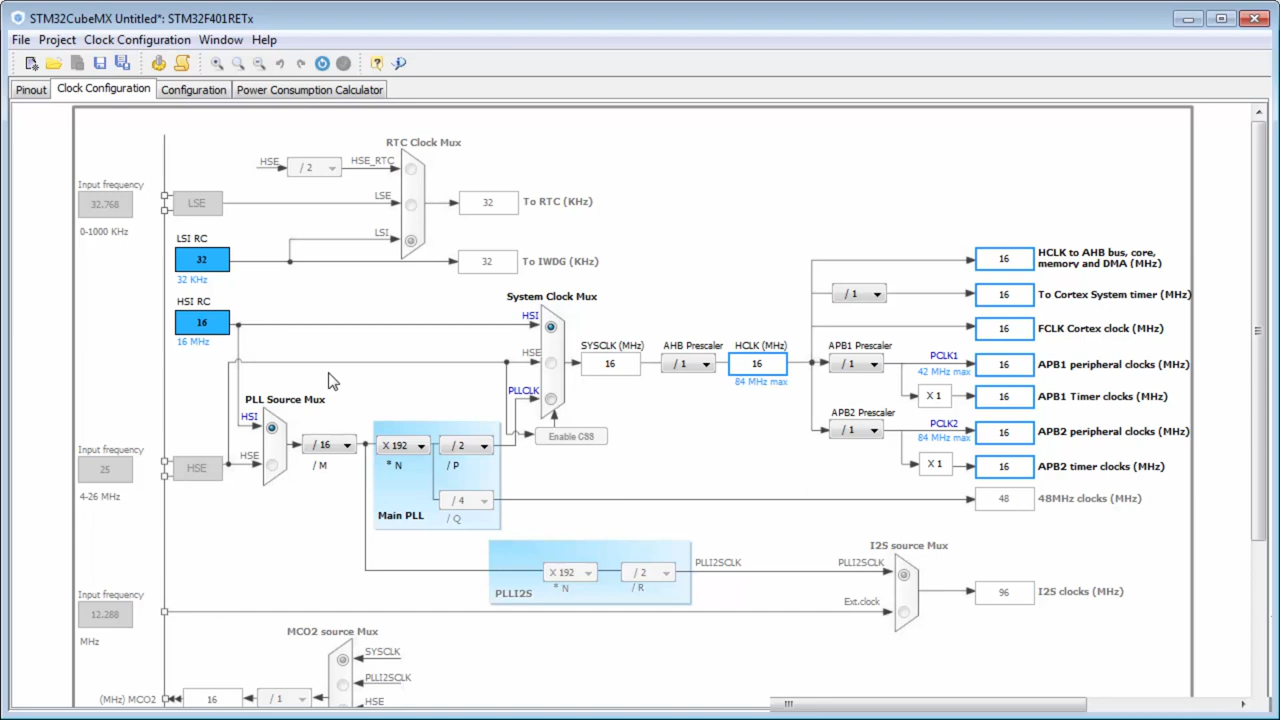 STM32CubeMX Untitled*: STM32F401RETx
File Project Clock Configuration Window Help
Pinout Clock Configuration Configuration Power Consumption Calculator
RTC Clock Mux
HSE / 2 HSE_RTC
Input frequency
32.768 LSE LSE 32 To RTC (KHz)
0-1000 KHz
LSI RC LSI
32 32 To IWDG (KHz)
32 KHz
16 HCLK to AHB bus, core, memory and DMA (MHz)
/ 1 16 To Cortex System timer (MHz)
HSI RC System Clock Mux
16 HSI
16 MHz
16 FCLK Cortex clock (MHz)
SYSCLK (MHz) AHB Prescaler HCLK (MHz) APB1 Prescaler
HSE 16 / 1 16 / 1 PCLK1 16 APB1 peripheral clocks (MHz)
84 MHz max 42 MHz max
PLLCLK X 1 16 APB1 Timer clocks (MHz)
PLL Source Mux
HSI APB2 Prescaler
Enable CSS / 1 PCLK2 16 APB2 peripheral clocks (MHz)
84 MHz max
/ 16 X 192 / 2
/ M * N / P
Input frequency
25 HSE HSE X 1 16 APB2 timer clocks (MHz)
4-26 MHz
/ 4 48 48MHz clocks (MHz)
Main PLL / Q
I2S source Mux
X 192 / 2 PLLI2SCLK PLLI2SCLK
PLLI2S * N / R
96 I2S clocks (MHz)
Input frequency
12.288 Ext.clock
MHz
MCO2 source Mux
SYSCLK
PLLI2SCLK
(MHz) MCO2 16 / 1 HSE